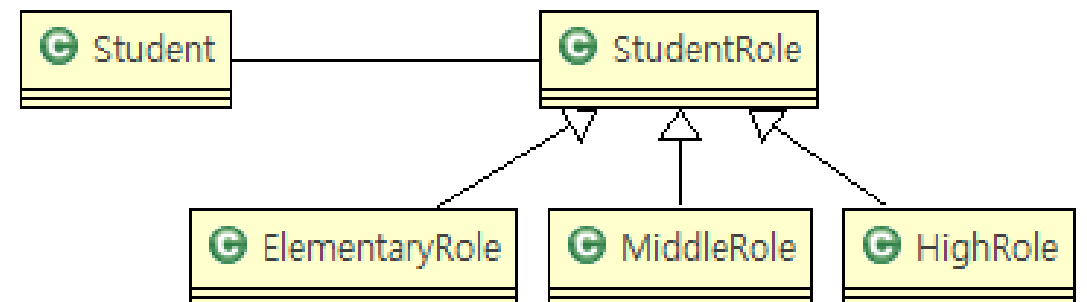 C Student
C StudentRole
C ElementaryRole
C MiddleRole
C HighRole